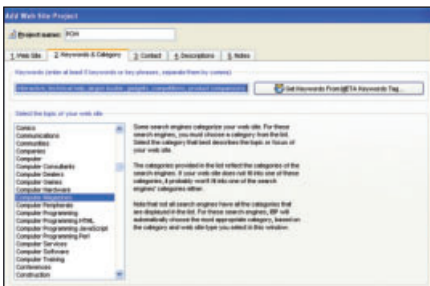 Add Web Site Project
Project name: PCM
1. Web Site 2. Keywords & Category 3. Contact 4. Descriptions 5. Notes
Keywords (enter at least 5 keywords or key phrases, separate them by comma)
interactive, technical help, jargon buster, gadgets, competitions, product comparisons
Get Keywords From META Keywords Tag...
Select the topic of your web site
Comics
Communications
Communities
Companies
Computer
Computer Consultants
Computer Dealers
Computer Games
Computer Hardware
Computer Magazines
Computer Peripherals
Computer Programming
Computer Programming HTML
Computer Programming JavaScript
Computer Programming Perl
Computer Services
Computer Software
Computer Training
Conferences
Construction
Some search engines categorize your web site. For these
search engines, you must choose a category from the list.
Select the category that best describes the topic or focus of
your web site.
The categories provided in the list reflect the categories of the
search engines. If your web site does not fit into one of these
categories, it probably won't fit into one of the search
engines' categories either.
Note that not all search engines have all the categories that
are displayed in the list. For these search engines, IBP will
automatically choose the most appropriate category, based on
the category and web site type you select in this window.